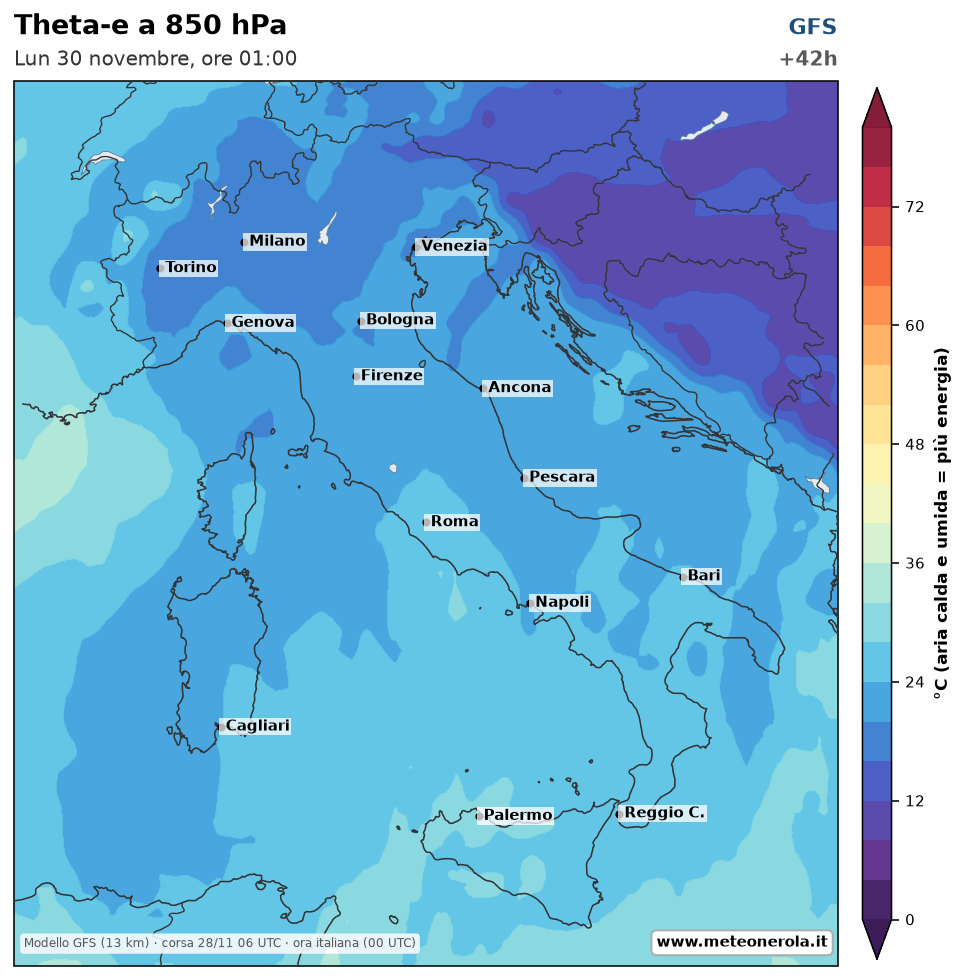 Theta-e a 850 hPa
GFS
Lun 30 novembre, ore 01:00
+42h
Milano
Venezia
Torino
Genova
Bologna
Firenze
Ancona
Pescara
Roma
Bari
Napoli
Cagliari
Palermo
Reggio C.
72
60
48
36
24
12
0
°C (aria calda e umida = più energia)
Modello GFS (13 km) · corsa 28/11 06 UTC · ora italiana (00 UTC)
www.meteonerola.it